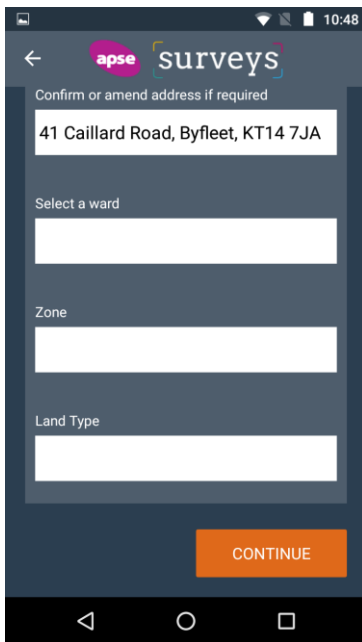 10:48
apse surveys
Confirm or amend address if required
41 Caillard Road, Byfleet, KT14 7JA
Select a ward
Zone
Land Type
CONTINUE